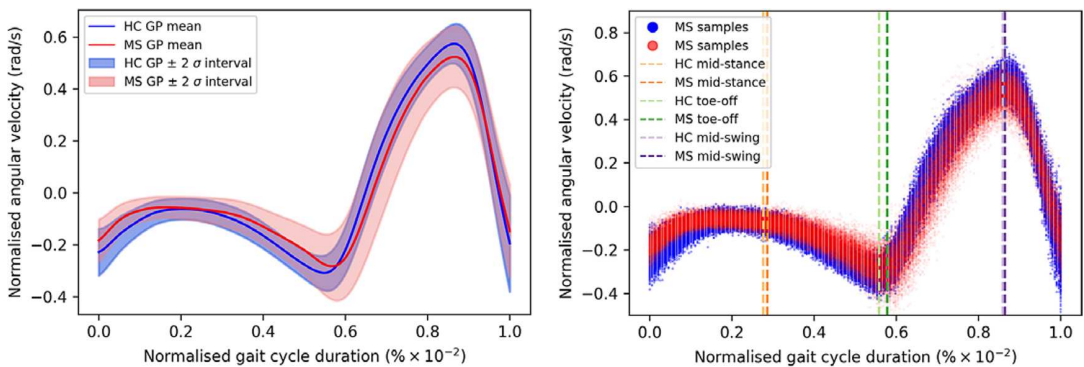 HC GP mean
MS GP mean
HC GP ± 2 σ interval
MS GP ± 2 σ interval
Normalised angular velocity (rad/s)
0.6
0.4
0.2
0.0
−0.2
−0.4
0.0 0.2 0.4 0.6 0.8 1.0
Normalised gait cycle duration (% × 10⁻²)
MS samples
MS samples
HC mid-stance
MS mid-stance
HC toe-off
MS toe-off
HC mid-swing
MS mid-swing
Normalised angular velocity (rad/s)
0.8
0.6
0.4
0.2
0.0
−0.2
−0.4
0.0 0.2 0.4 0.6 0.8 1.0
Normalised gait cycle duration (% × 10⁻²)